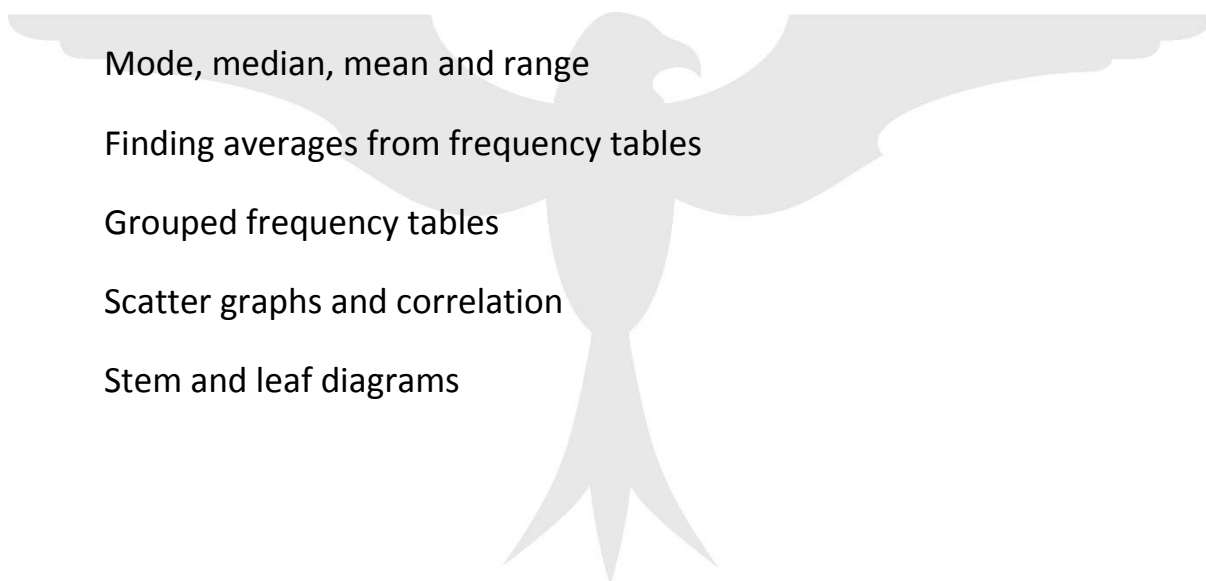 Mode, median, mean and range
Finding averages from frequency tables
Grouped frequency tables
Scatter graphs and correlation
Stem and leaf diagrams